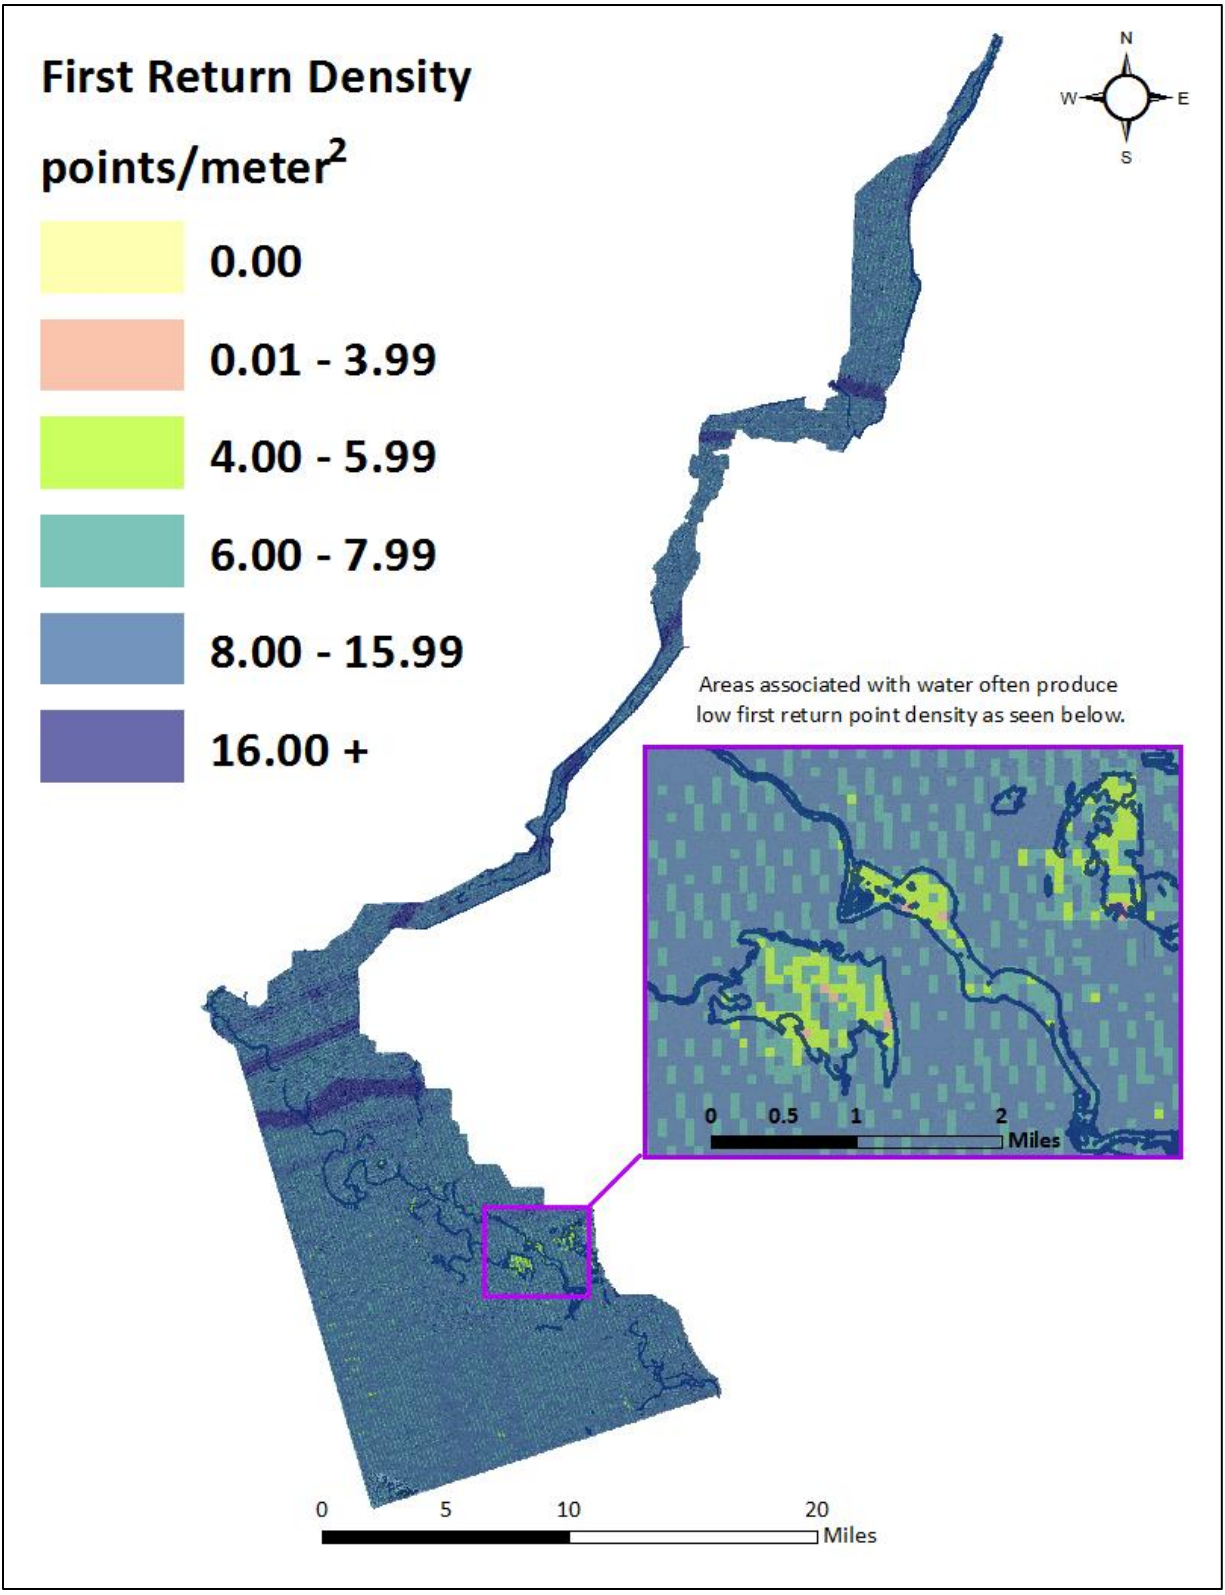 First Return Density
points/meter2
0.00
0.01 - 3.99
4.00 - 5.99
6.00 - 7.99
8.00 - 15.99
16.00 +
N
W E
S
Areas associated with water often produce
low first return point density as seen below.
0 0.5 1 2
Miles
0 5 10 20
Miles